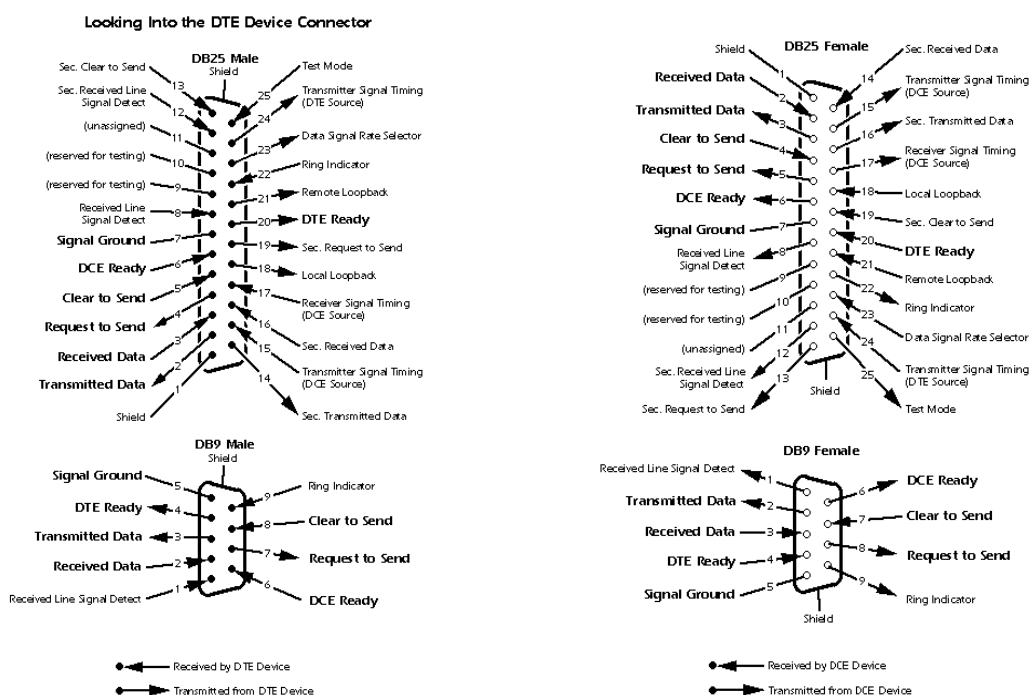 Looking Into the DTE Device Connector
DB25 Male
Shield
Sec. Clear to Send
13
Sec. Received Line
Signal Detect
12
(unassigned)
11
(reserved for testing)
10
(reserved for testing)
9
Received Line
Signal Detect
8
Signal Ground
7
DCE Ready
6
Clear to Send
5
Request to Send
4
Received Data
3
Transmitted Data
2
Shield
1
25
Test Mode
24
Transmitter Signal Timing
(DTE Source)
23
Data Signal Rate Selector
22
Ring Indicator
21
Remote Loopback
20
DTE Ready
19
Sec. Request to Send
18
Local Loopback
17
Receiver Signal Timing
(DCE Source)
16
Sec. Received Data
15
Transmitter Signal Timing
(DCE Source)
14
Sec. Transmitted Data
DB9 Male
Shield
Signal Ground
5
DTE Ready
4
Transmitted Data
3
Received Data
2
Received Line Signal Detect
1
9
Ring Indicator
8
Clear to Send
7
Request to Send
6
DCE Ready
Received by DTE Device
Transmitted from DTE Device
DB25 Female
Shield
1
Received Data
2
Transmitted Data
3
Clear to Send
4
Request to Send
5
DCE Ready
6
Signal Ground
7
Received Line
Signal Detect
8
(reserved for testing)
9
(reserved for testing)
10
(unassigned)
11
Sec. Received Line
Signal Detect
12
Sec. Request to Send
13
Sec. Received Data
14
Transmitter Signal Timing
(DCE Source)
15
Sec. Transmitted Data
16
Receiver Signal Timing
(DCE Source)
17
Local Loopback
18
Sec. Clear to Send
19
DTE Ready
20
Remote Loopback
21
Ring Indicator
22
Data Signal Rate Selector
23
Transmitter Signal Timing
(DTE Source)
24
Test Mode
25
Shield
DB9 Female
Received Line Signal Detect
1
Transmitted Data
2
Received Data
3
DTE Ready
4
Signal Ground
5
6
DCE Ready
7
Clear to Send
8
Request to Send
9
Ring Indicator
Shield
Received by DCE Device
Transmitted from DCE Device